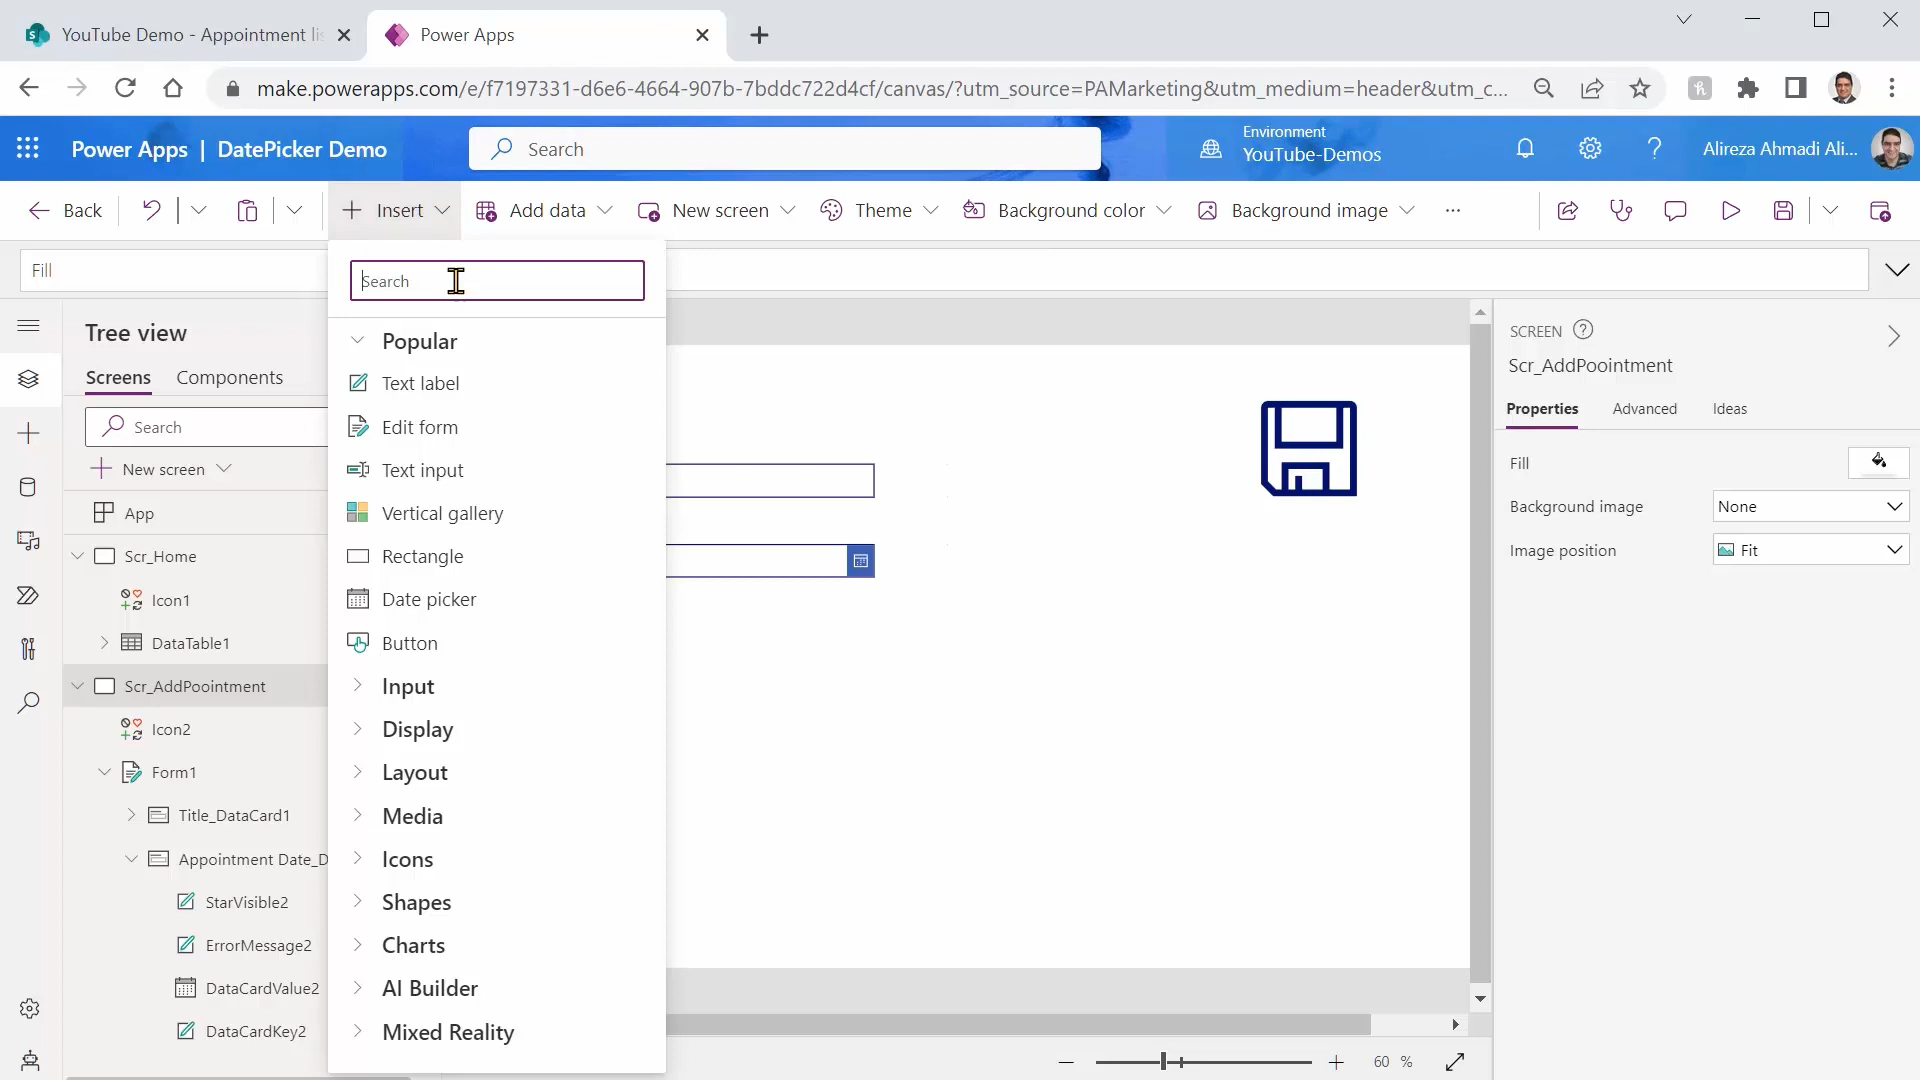 YouTube Demo - Appointment lis
Power Apps
make.powerapps.com/e/f7197331-d6e6-4664-907b-7bddc722d4cf/canvas/?utm_source=PAMarketing&utm_medium=header&utm_c...
Power Apps | DatePicker Demo
Search
Environment
YouTube-Demos
Alireza Ahmadi Ali...
Back
Insert
Add data
New screen
Theme
Background color
Background image
...
Fill
Search
Tree view
Screens
Components
Search
New screen
App
Scr_Home
Icon1
DataTable1
Scr_AddPoointment
Icon2
Form1
Title_DataCard1
Appointment Date_D
StarVisible2
ErrorMessage2
DataCardValue2
DataCardKey2
Popular
Text label
Edit form
Text input
Vertical gallery
Rectangle
Date picker
Button
Input
Display
Layout
Media
Icons
Shapes
Charts
AI Builder
Mixed Reality
SCREEN
Scr_AddPoointment
Properties
Advanced
Ideas
Fill
Background image
None
Image position
Fit
60 %